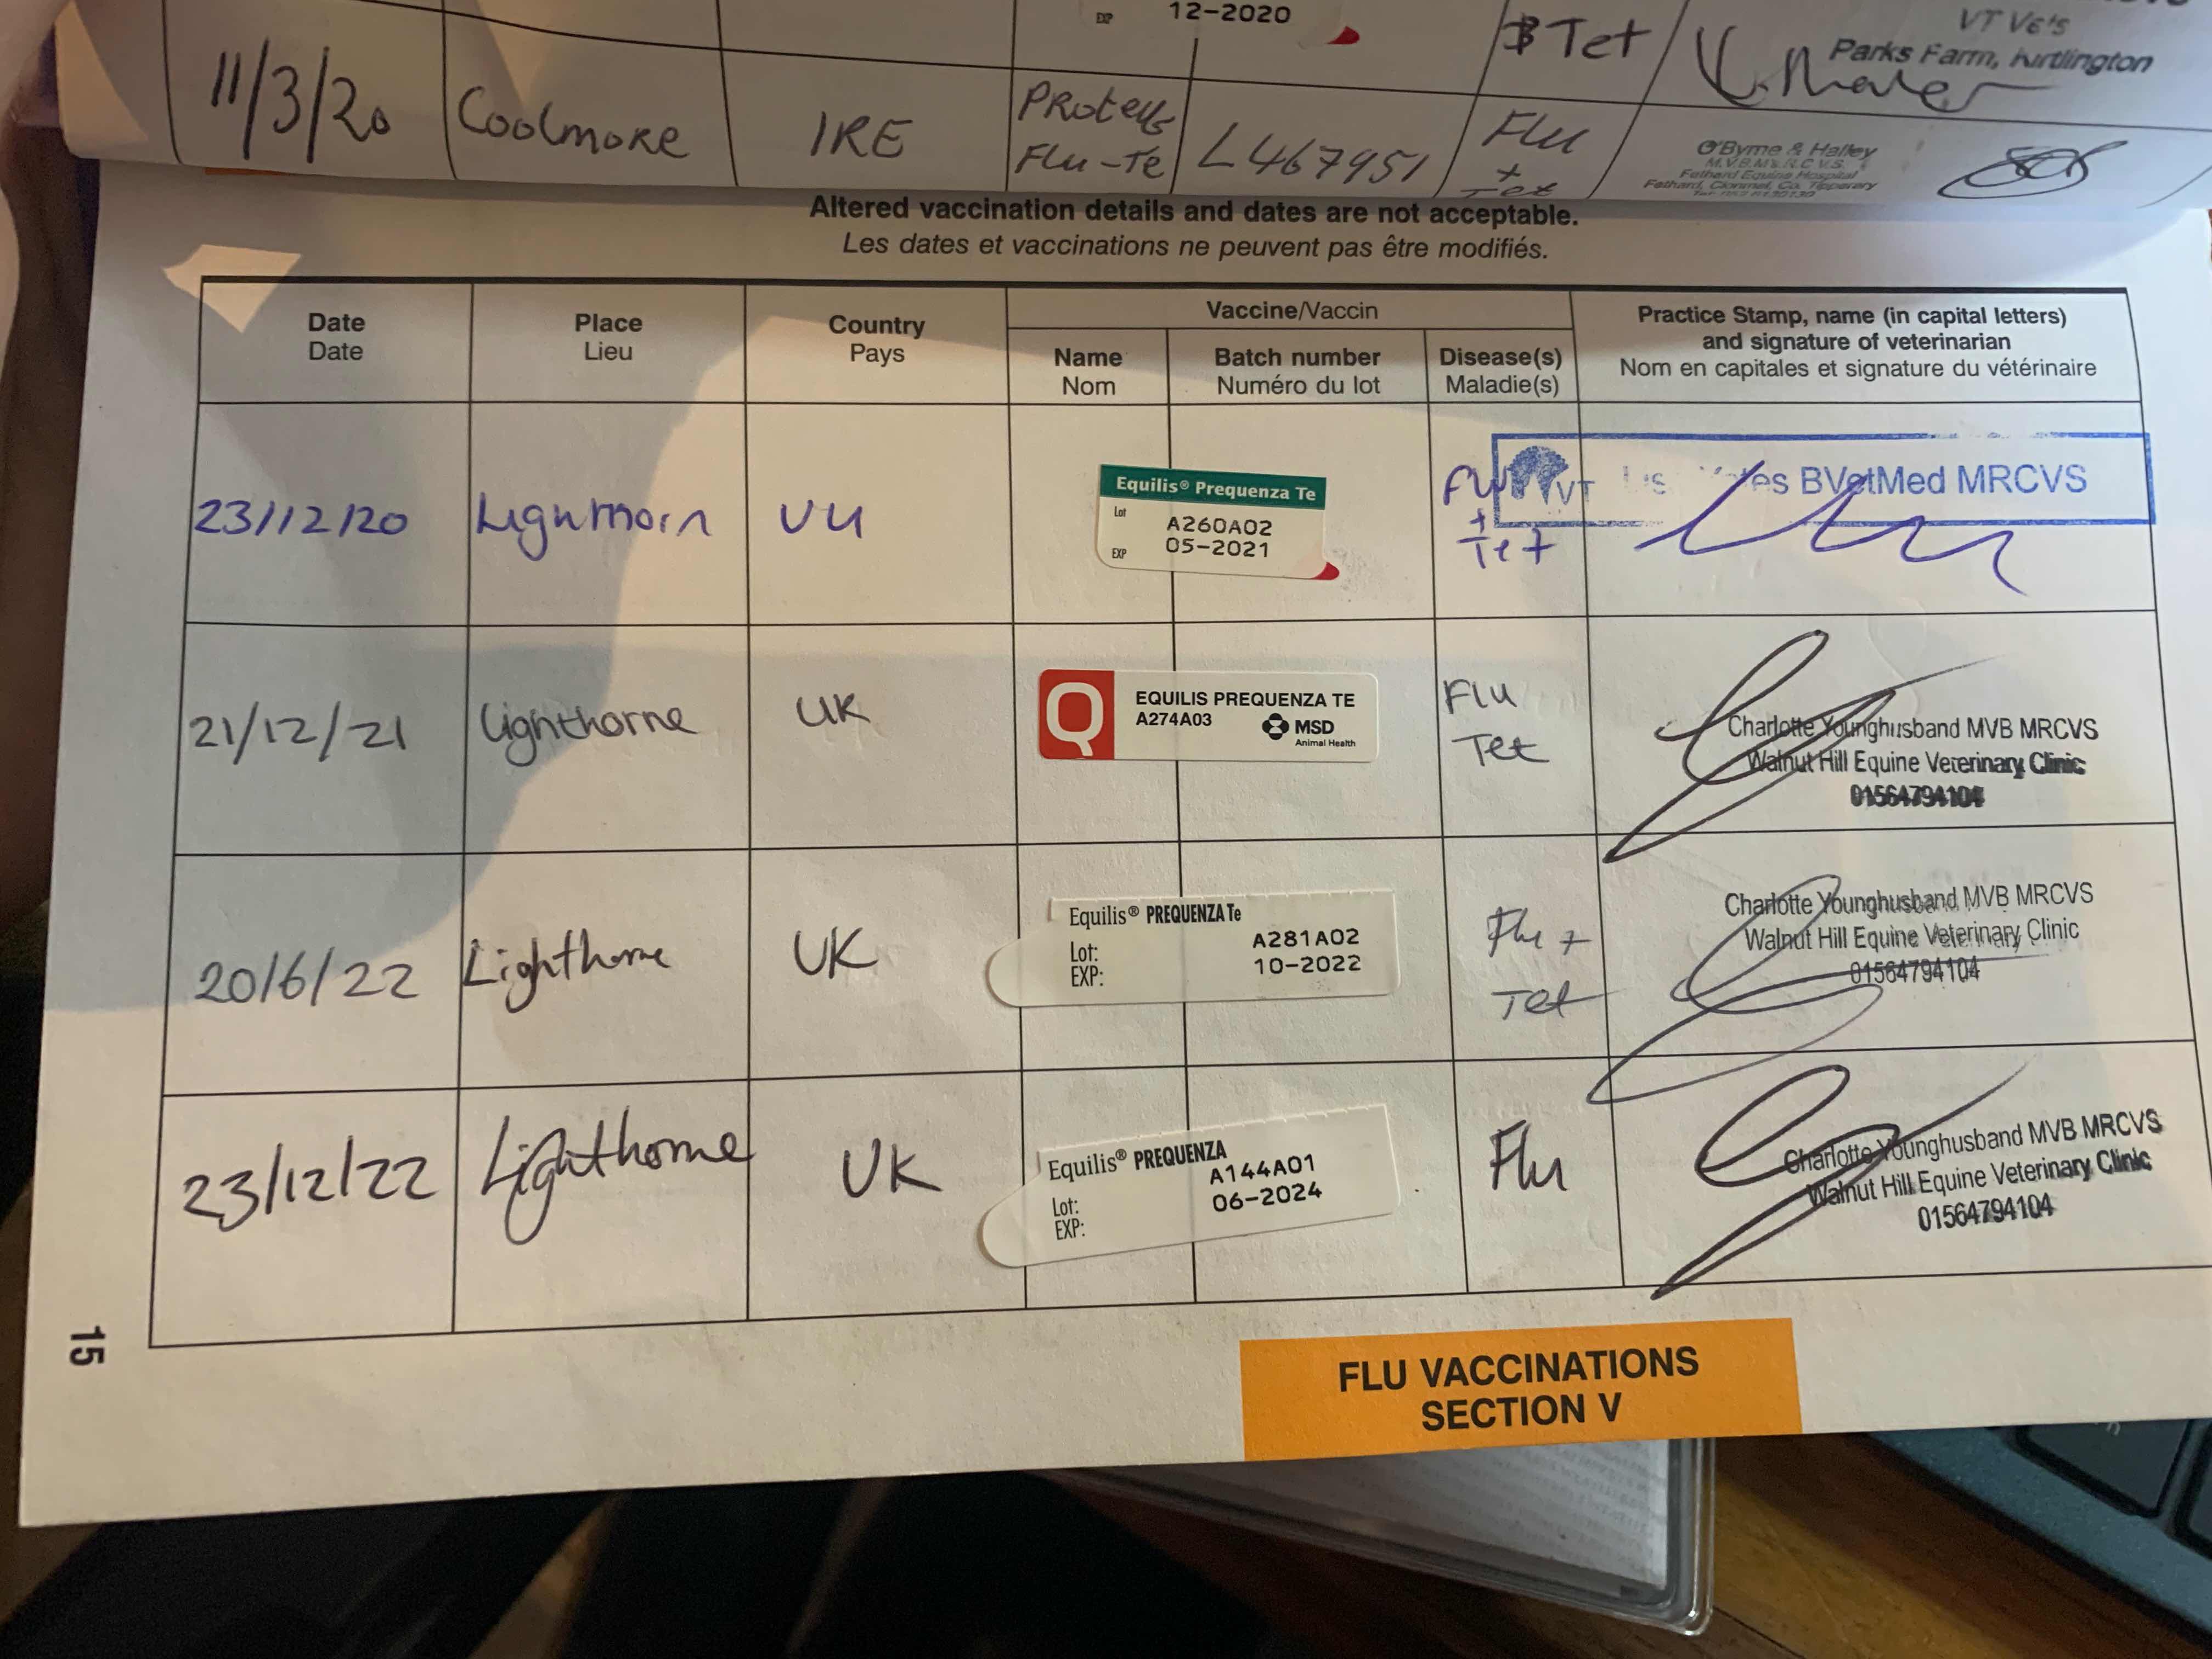 EXP 12-2020
& Tet
VT Vets
Parks Farm, Kirtlington
11/3/20 Coolmore IRE Proteq Flu-Te L467951 Flu + Tet
O'Byrne & Halley
M.V.B. M.R.C.V.S.
Fethard Equine Hospital
Fethard, Clonmel, Co. Tipperary
Altered vaccination details and dates are not acceptable.
Les dates et vaccinations ne peuvent pas être modifiés.
Date
Date
Place
Lieu
Country
Pays
Vaccine/Vaccin
Name
Nom
Batch number
Numéro du lot
Disease(s)
Maladie(s)
Practice Stamp, name (in capital letters)
and signature of veterinarian
Nom en capitales et signature du vétérinaire
23/12/20 Lighthorn UK
Equilis® Prequenza Te
Lot A260A02
EXP 05-2021
Flu
+
Tet
VT BVetMed MRCVS
21/12/21 Lighthorne UK
Q
EQUILIS PREQUENZA TE
A274A03
MSD
Animal Health
Flu
Tet
Charlotte Younghusband MVB MRCVS
Walnut Hill Equine Veterinary Clinic
01564794104
20/6/22 Lighthorne UK
Equilis® PREQUENZA Te
Lot: A281A02
EXP: 10-2022
Flu +
Tet
Charlotte Younghusband MVB MRCVS
Walnut Hill Equine Veterinary Clinic
01564794104
23/12/22 Lighthorne UK
Equilis® PREQUENZA
Lot: A144A01
EXP: 06-2024
Flu
Charlotte Younghusband MVB MRCVS
Walnut Hill Equine Veterinary Clinic
01564794104
15
FLU VACCINATIONS
SECTION V